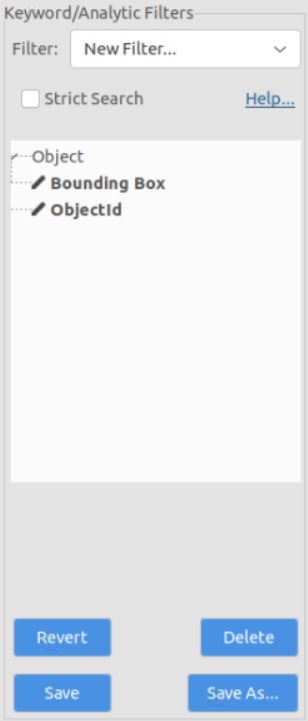 Keyword/Analytic Filters
Filter: New Filter...
Strict Search Help...
Object
Bounding Box
ObjectId
Revert Delete
Save Save As...